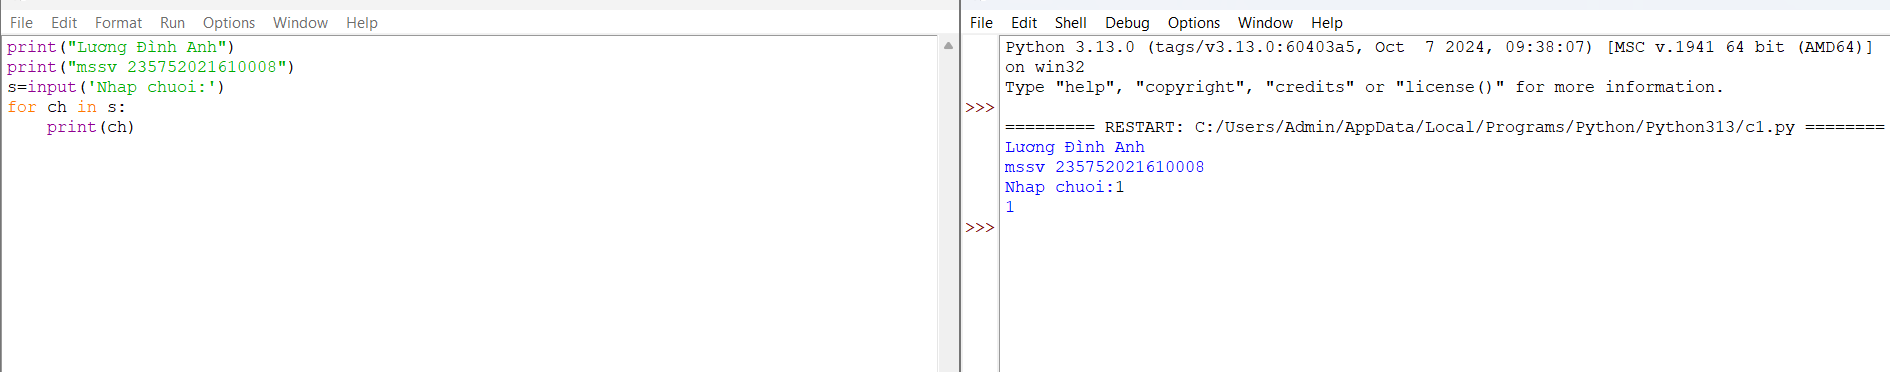 File Edit Format Run Options Window Help
print("Lương Đình Anh")
print("mssv 235752021610008")
s=input('Nhap chuoi:')
for ch in s:
    print(ch)
File Edit Shell Debug Options Window Help
Python 3.13.0 (tags/v3.13.0:60403a5, Oct  7 2024, 09:38:07) [MSC v.1941 64 bit (AMD64)]
on win32
Type "help", "copyright", "credits" or "license()" for more information.
>>>
========= RESTART: C:/Users/Admin/AppData/Local/Programs/Python/Python313/c1.py ========
Lương Đình Anh
mssv 235752021610008
Nhap chuoi:1
1
>>>